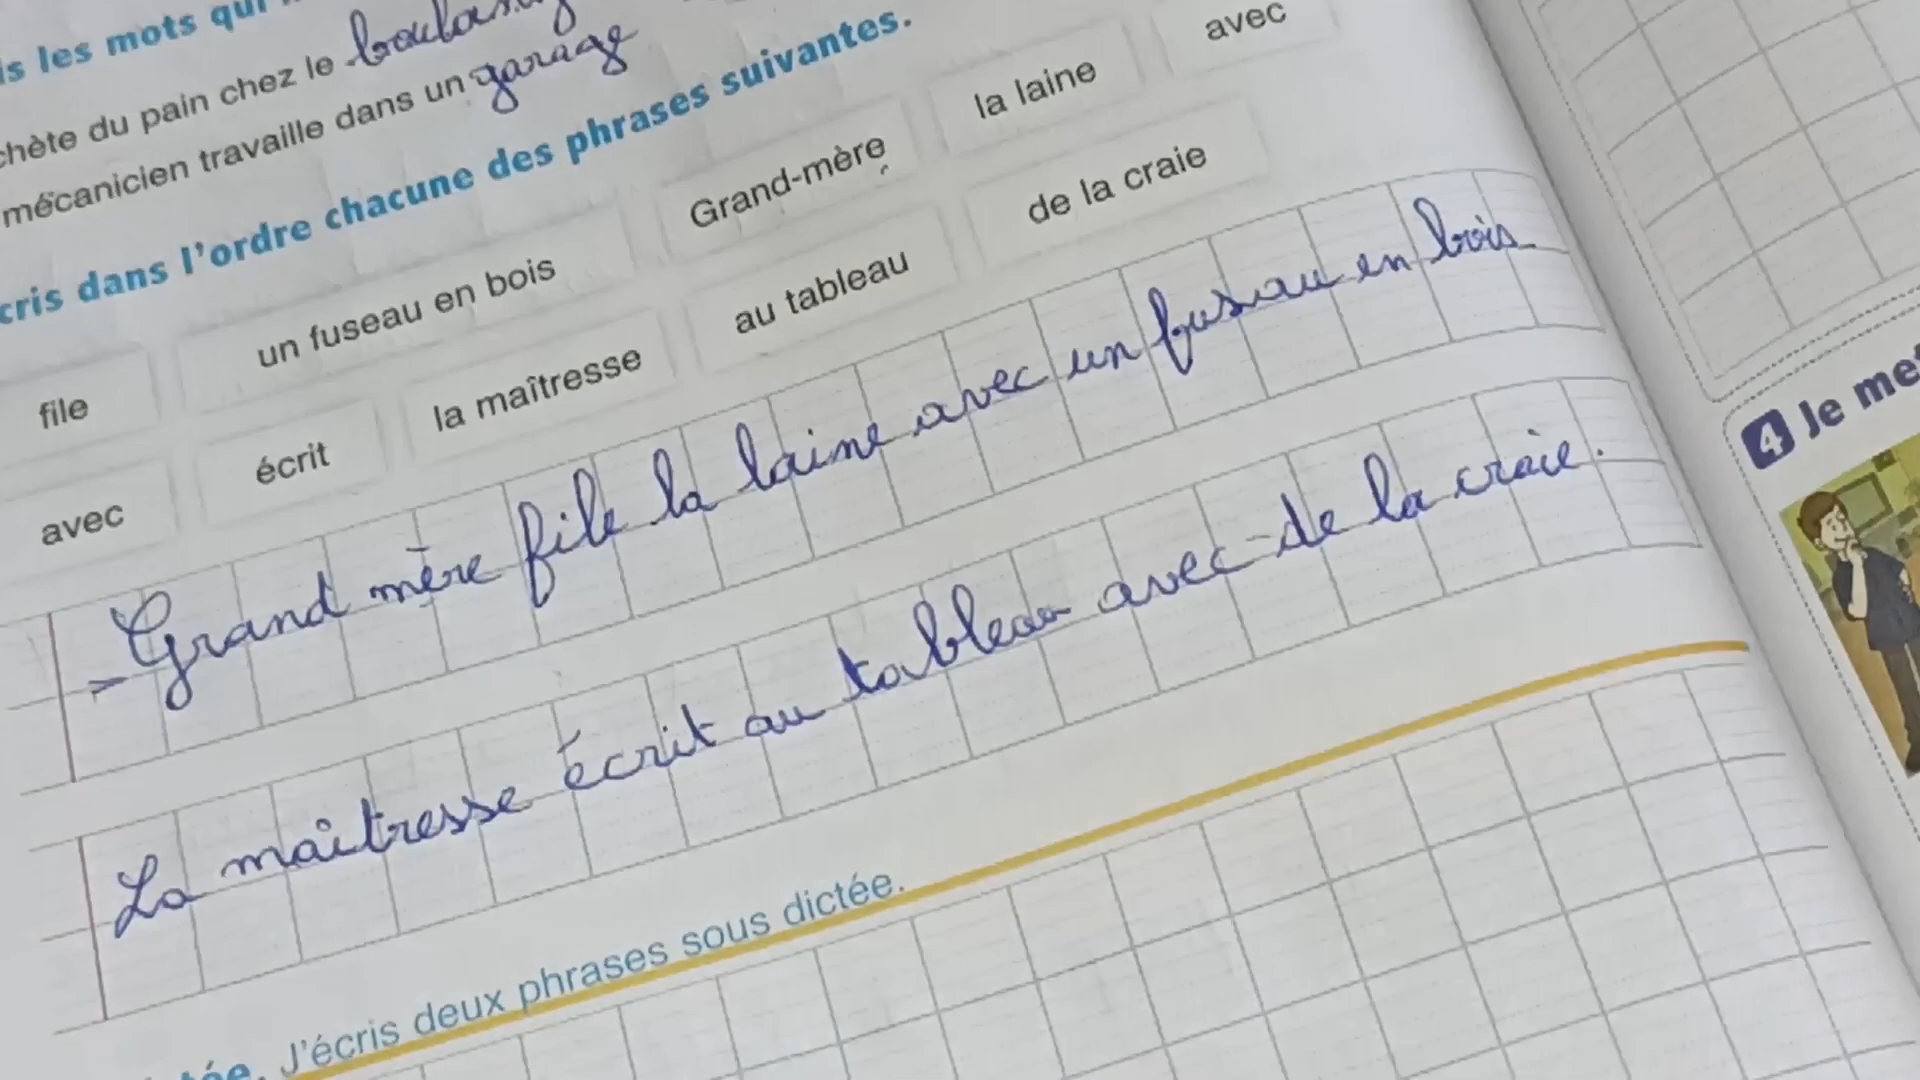 is les mots qui
chète du pain chez le
mécanicien travaille dans un garage
cris dans l'ordre chacune des phrases suivantes.
file
un fuseau en bois
Grand-mère
la laine
avec
avec
écrit
la maîtresse
au tableau
de la craie
- Grand mère file la laine avec un fuseau en bois
La maîtresse écrit au tableau avec de la craie.
tée. J'écris deux phrases sous dictée.
4 Je met